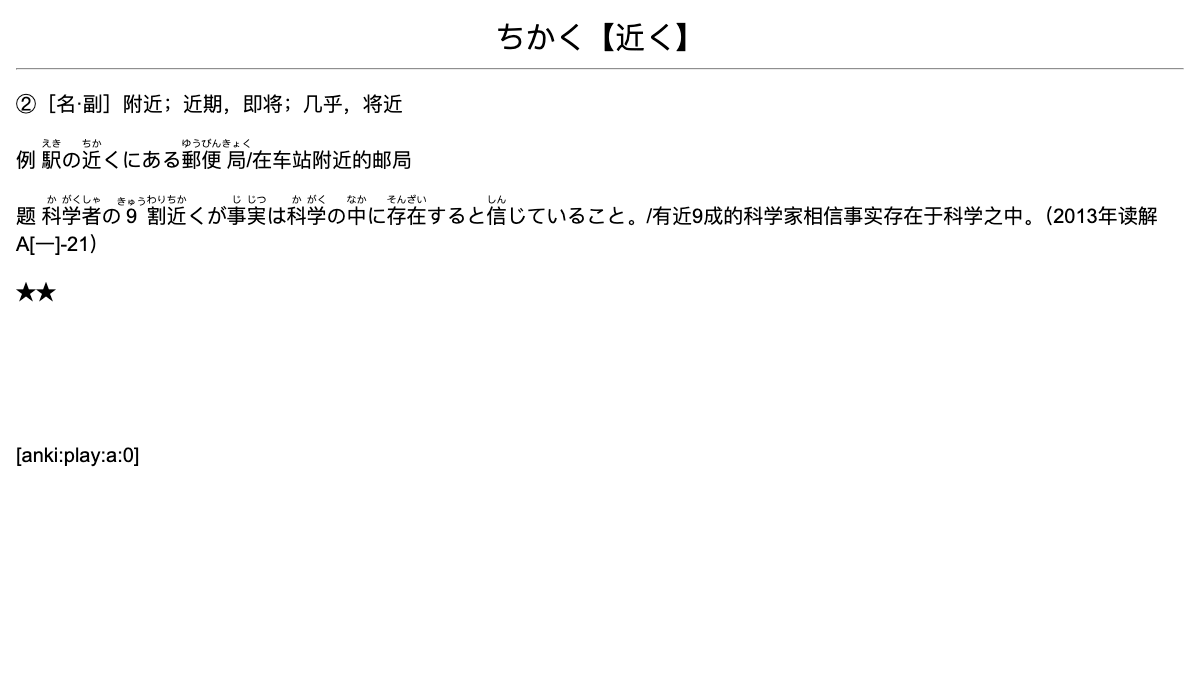 ちかく【近く】
②［名·副］附近；近期，即将；几乎，将近
例 駅の近くにある郵便局/在车站附近的邮局
题 科学者の9割近くが事実は科学の中に存在すると信じていること。/有近9成的科学家相信事实存在于科学之中。（2013年读解
A[一]-21）
★★
[anki:play:a:0]